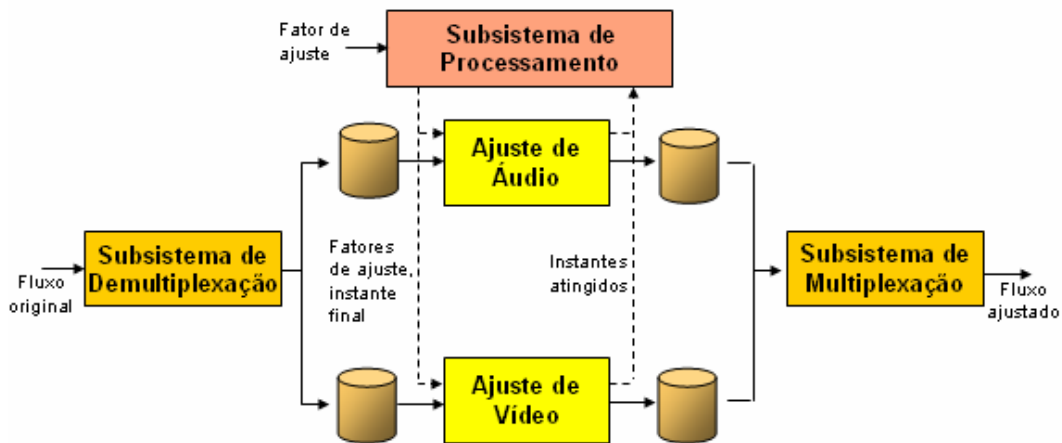 Fator de
ajuste
Subsistema de
Processamento
Ajuste de
Áudio
Subsistema de
Demultiplexação
Fluxo
original
Fatores
de ajuste,
instante
final
Instantes
atingidos
Subsistema de
Multiplexação
Fluxo
ajustado
Ajuste de
Vídeo